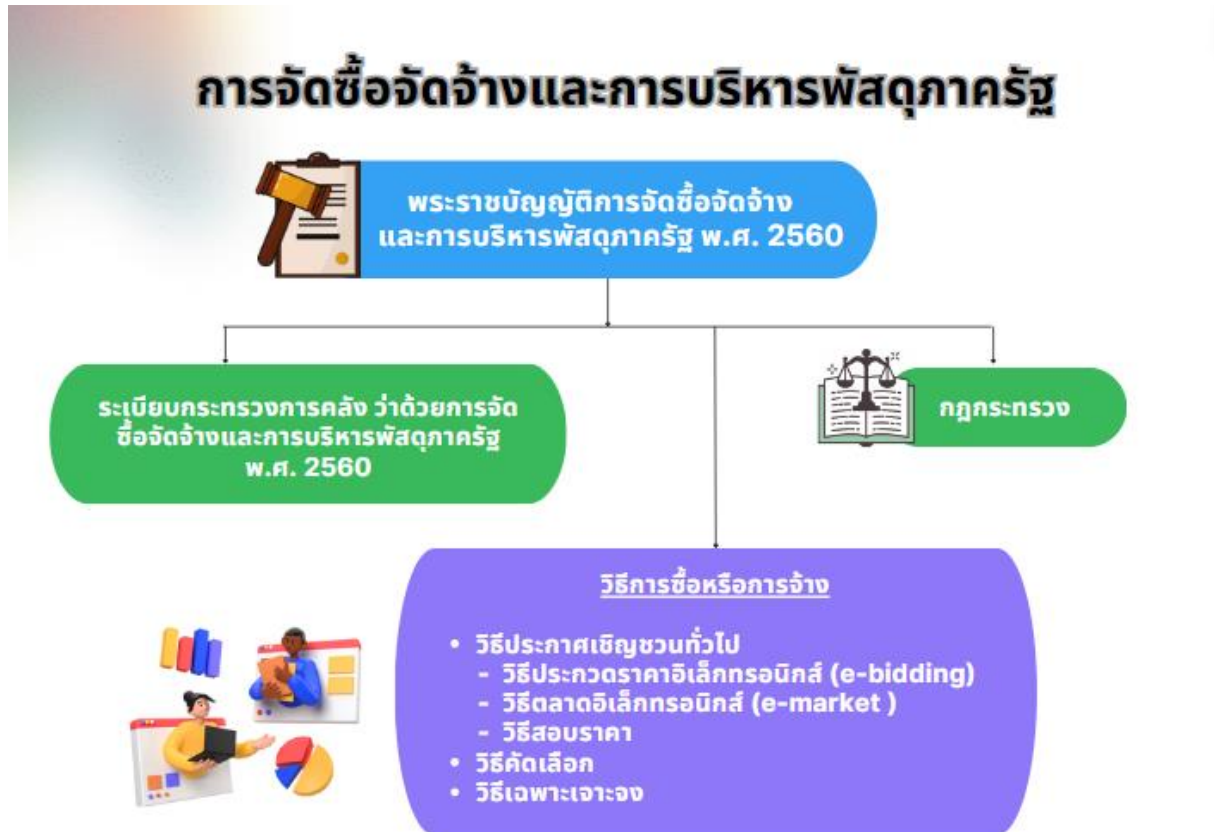 การจัดซื้อจัดจ้างและการบริหารพัสดุภาครัฐ
พระราชบัญญัติการจัดซื้อจัดจ้าง
และการบริหารพัสดุภาครัฐ พ.ศ. 2560
ระเบียบกระทรวงการคลัง ว่าด้วยการจัด
ซื้อจัดจ้างและการบริหารพัสดุภาครัฐ
พ.ศ. 2560
กฎกระทรวง
วิธีการซื้อหรือการจ้าง
• วิธีประกาศเชิญชวนทั่วไป
- วิธีประกวดราคาอิเล็กทรอนิกส์ (e-bidding)
- วิธีตลาดอิเล็กทรอนิกส์ (e-market )
- วิธีสอบราคา
• วิธีคัดเลือก
• วิธีเฉพาะเจาะจง